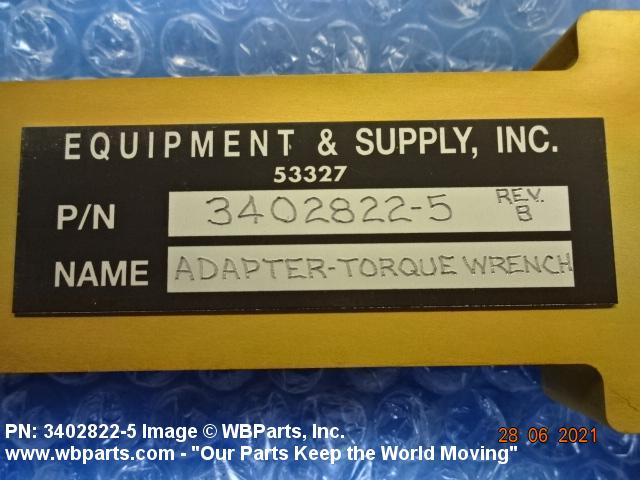 EQUIPMENT & SUPPLY, INC.
53327
P/N 3402822-5 REV. B
NAME ADAPTER-TORQUE WRENCH
PN: 3402822-5 Image © WBParts, Inc.
28 06 2021
www.wbparts.com - "Our Parts Keep the World Moving"